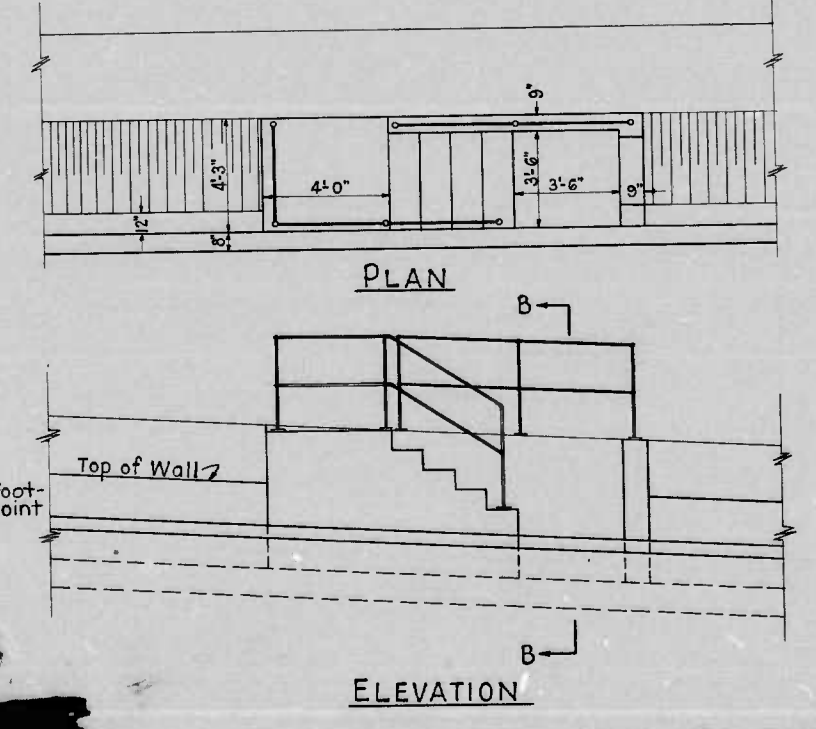 9"
4'-3"
4'-0"
3'-6"
3'-6"
9"
12"
8"
PLAN
B
Top of Wall
oot-
oint
B
ELEVATION